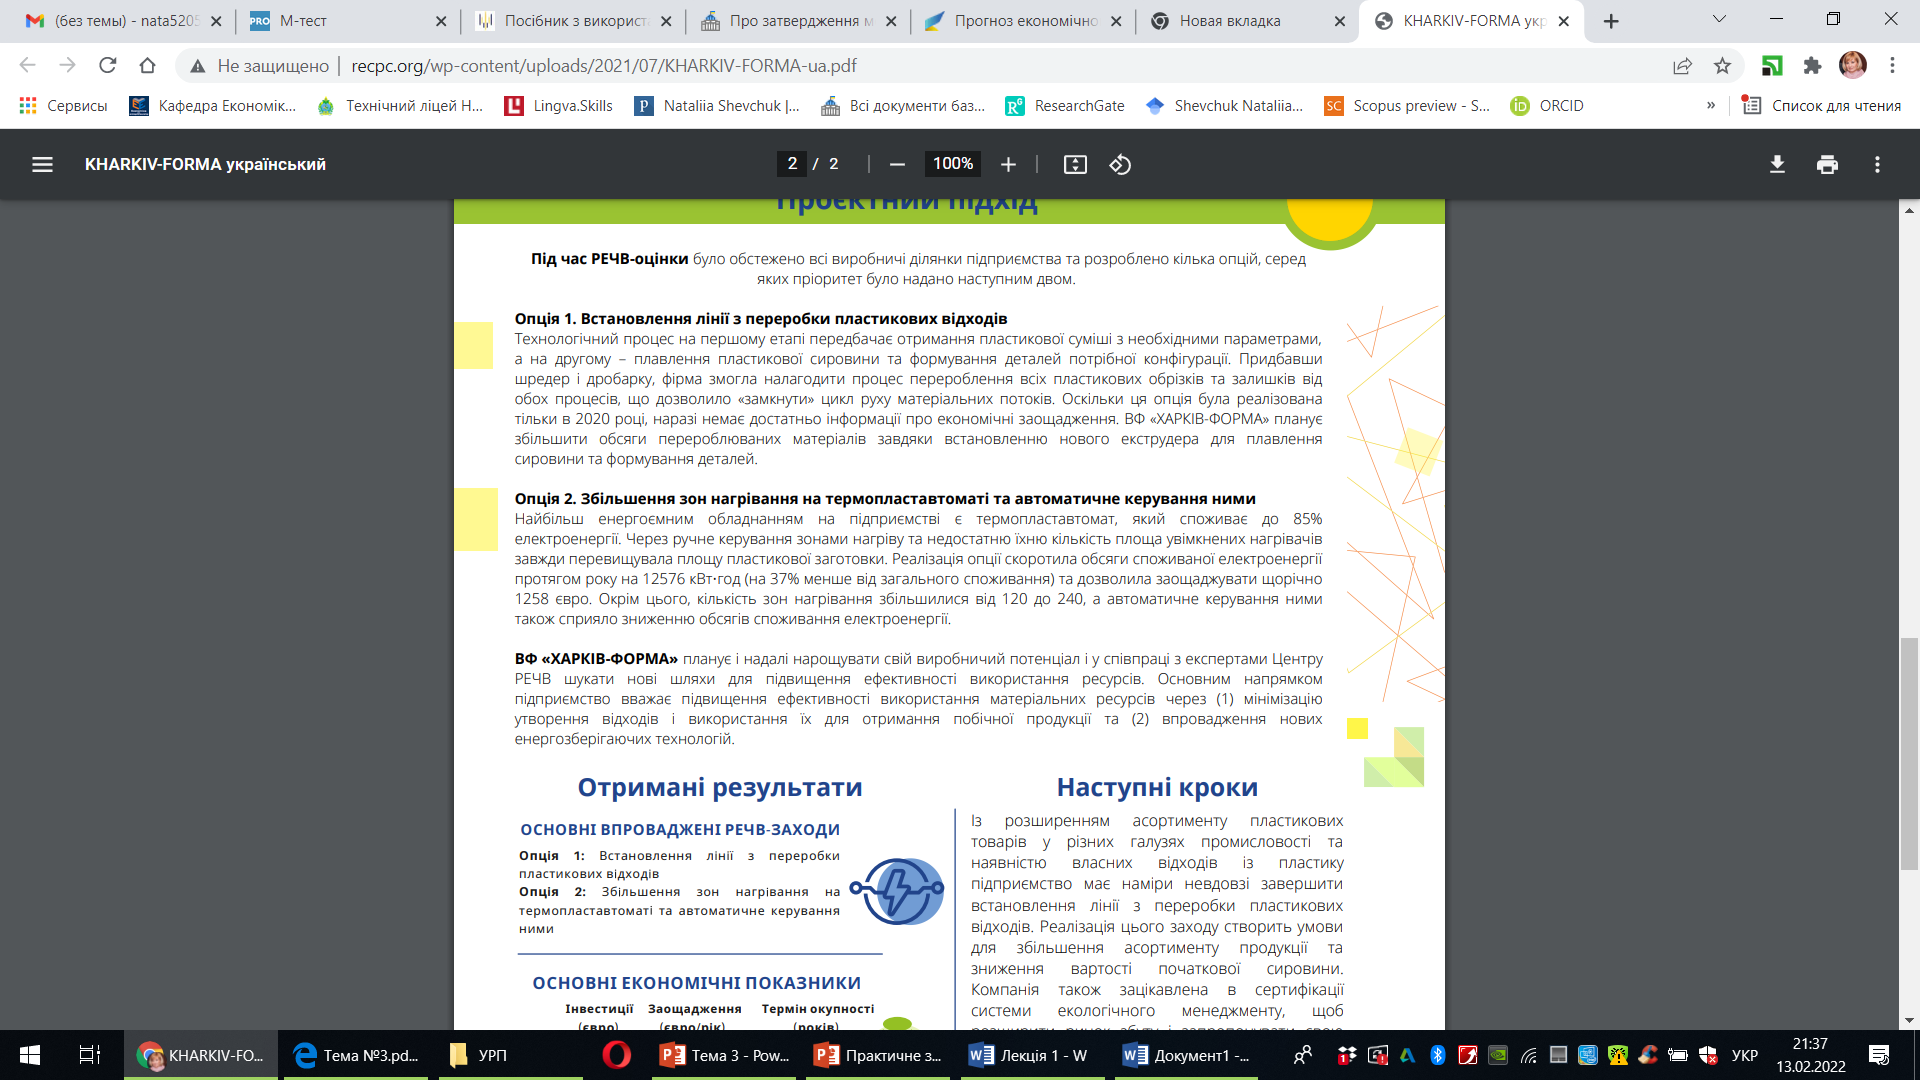 (без темы) - nata5205
М-тест
Посібник з використ
Про затвердження м
Прогноз економічно
Новая вкладка
KHARKIV-FORMA укр
Не защищено | recpc.org/wp-content/uploads/2021/07/KHARKIV-FORMA-ua.pdf
Сервисы
Кафедра Економік...
Технічний ліцей Н...
Lingva.Skills
Nataliia Shevchuk |...
Всі документи баз...
ResearchGate
Shevchuk Nataliia...
Scopus preview - S...
ORCID
»
Список для чтения
KHARKIV-FORMA український
2 / 2
100%
Проєктний підхід
Під час РЕЧВ-оцінки було обстежено всі виробничі ділянки підприємства та розроблено кілька опцій, серед
яких пріоритет було надано наступним двом.
Опція 1. Встановлення лінії з переробки пластикових відходів
Технологічний процес на першому етапі передбачає отримання пластикової суміші з необхідними параметрами,
а на другому – плавлення пластикової сировини та формування деталей потрібної конфігурації. Придбавши
шредер і дробарку, фірма змогла налагодити процес перероблення всіх пластикових обрізків та залишків від
обох процесів, що дозволило «замкнути» цикл руху матеріальних потоків. Оскільки ця опція була реалізована
тільки в 2020 році, наразі немає достатньо інформації про економічні заощадження. ВФ «ХАРКІВ-ФОРМА» планує
збільшити обсяги перероблюваних матеріалів завдяки встановленню нового екструдера для плавлення
сировини та формування деталей.
Опція 2. Збільшення зон нагрівання на термопластавтоматі та автоматичне керування ними
Найбільш енергоємним обладнанням на підприємстві є термопластавтомат, який споживає до 85%
електроенергії. Через ручне керування зонами нагріву та недостатню їхню кількість площа увімкнених нагрівачів
завжди перевищувала площу пластикової заготовки. Реалізація опції скоротила обсяги споживаної електроенергії
протягом року на 12576 кВт·год (на 37% менше від загального споживання) та дозволила заощаджувати щорічно
1258 євро. Окрім цього, кількість зон нагрівання збільшилися від 120 до 240, а автоматичне керування ними
також сприяло зниженню обсягів споживання електроенергії.
ВФ «ХАРКІВ-ФОРМА» планує і надалі нарощувати свій виробничий потенціал і у співпраці з експертами Центру
РЕЧВ шукати нові шляхи для підвищення ефективності використання ресурсів. Основним напрямком
підприємство вважає підвищення ефективності використання матеріальних ресурсів через (1) мінімізацію
утворення відходів і використання їх для отримання побічної продукції та (2) впровадження нових
енергозберігаючих технологій.
Отримані результати
ОСНОВНІ ВПРОВАДЖЕНІ РЕЧВ-ЗАХОДИ
Опція 1: Встановлення лінії з переробки
пластикових відходів
Опція 2: Збільшення зон нагрівання на
термопластавтоматі та автоматичне керування
ними
ОСНОВНІ ЕКОНОМІЧНІ ПОКАЗНИКИ
Інвестиції Заощадження Термін окупності
(євро) (євро/рік) (років)
Наступні кроки
Із розширенням асортименту пластикових
товарів у різних галузях промисловості та
наявністю власних відходів із пластику
підприємство має наміри невдовзі завершити
встановлення лінії з переробки пластикових
відходів. Реалізація цього заходу створить умови
для збільшення асортименту продукції та
зниження вартості початкової сировини.
Компанія також зацікавлена в сертифікації
системи екологічного менеджменту, щоб
розширити ринок збуту і запропонувати свою
KHARKIV-FO...
Тема №3.pd...
УРП
Тема 3 - Pow...
Практичне з...
Лекція 1 - W
Документ1 -...
УКР
21:37
13.02.2022